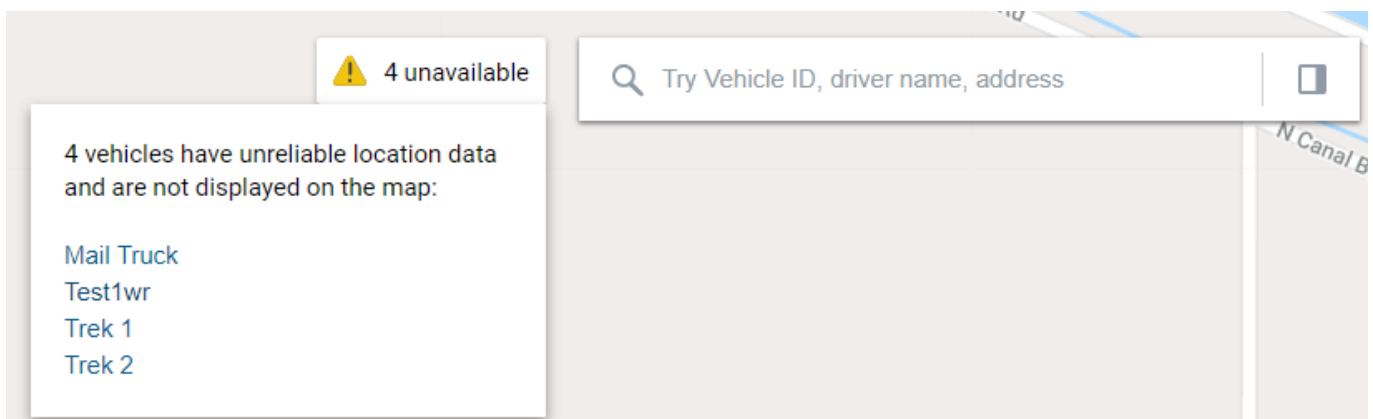 4 unavailable
Try Vehicle ID, driver name, address
4 vehicles have unreliable location data
and are not displayed on the map:
Mail Truck
Test1wr
Trek 1
Trek 2
N Canal B